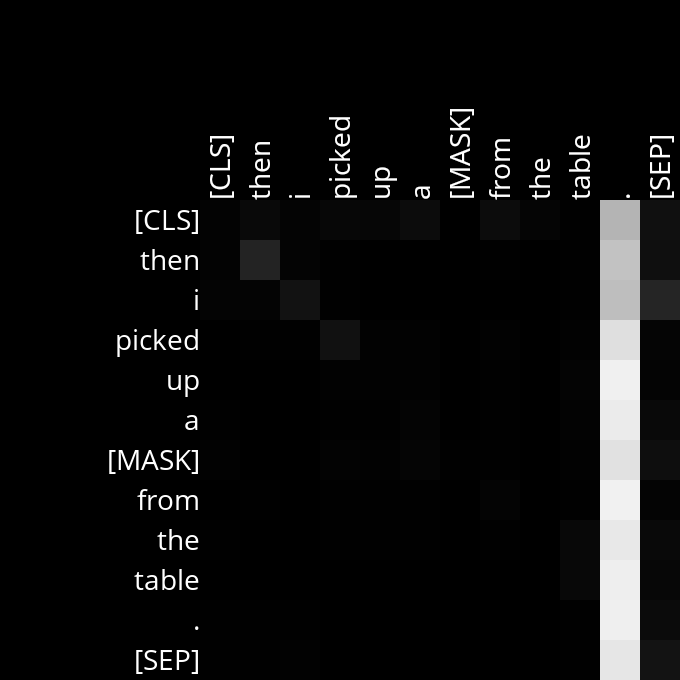 [CLS] then i picked up a [MASK] from the table . [SEP]
[CLS]
then
i
picked
up
a
[MASK]
from
the
table
.
[SEP]